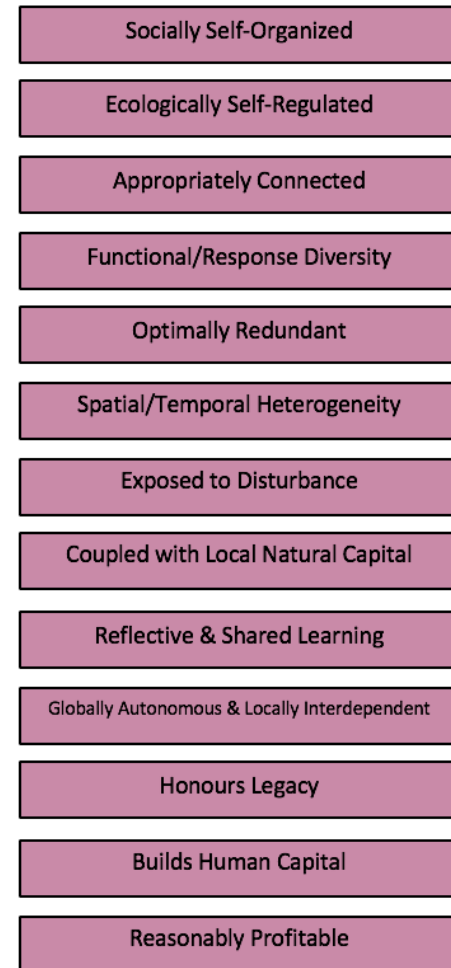 Socially Self-Organized
Ecologically Self-Regulated
Appropriately Connected
Functional/Response Diversity
Optimally Redundant
Spatial/Temporal Heterogeneity
Exposed to Disturbance
Coupled with Local Natural Capital
Reflective & Shared Learning
Globally Autonomous & Locally Interdependent
Honours Legacy
Builds Human Capital
Reasonably Profitable